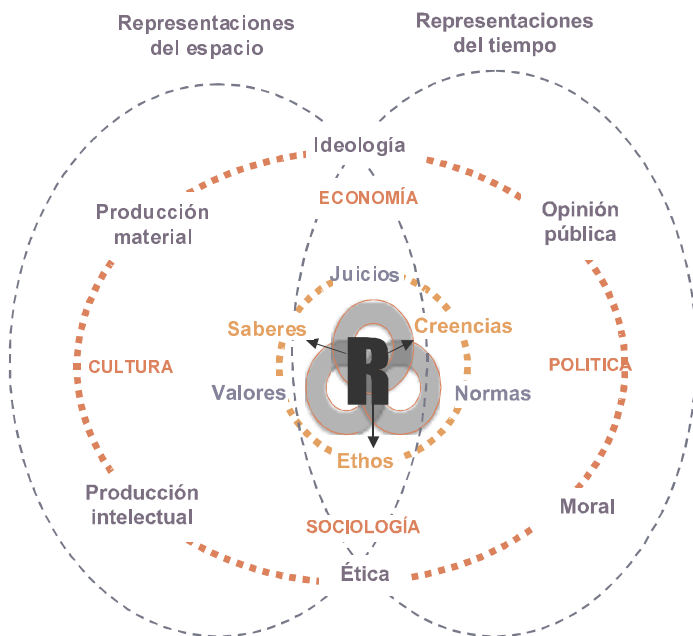 Representaciones
del espacio
Representaciones
del tiempo
Ideología
ECONOMÍA
Producción
material
Opinión
pública
Juicios
Saberes
Creencias
R
CULTURA
POLITICA
Valores
Normas
Ethos
Producción
intelectual
Moral
SOCIOLOGÍA
Ética